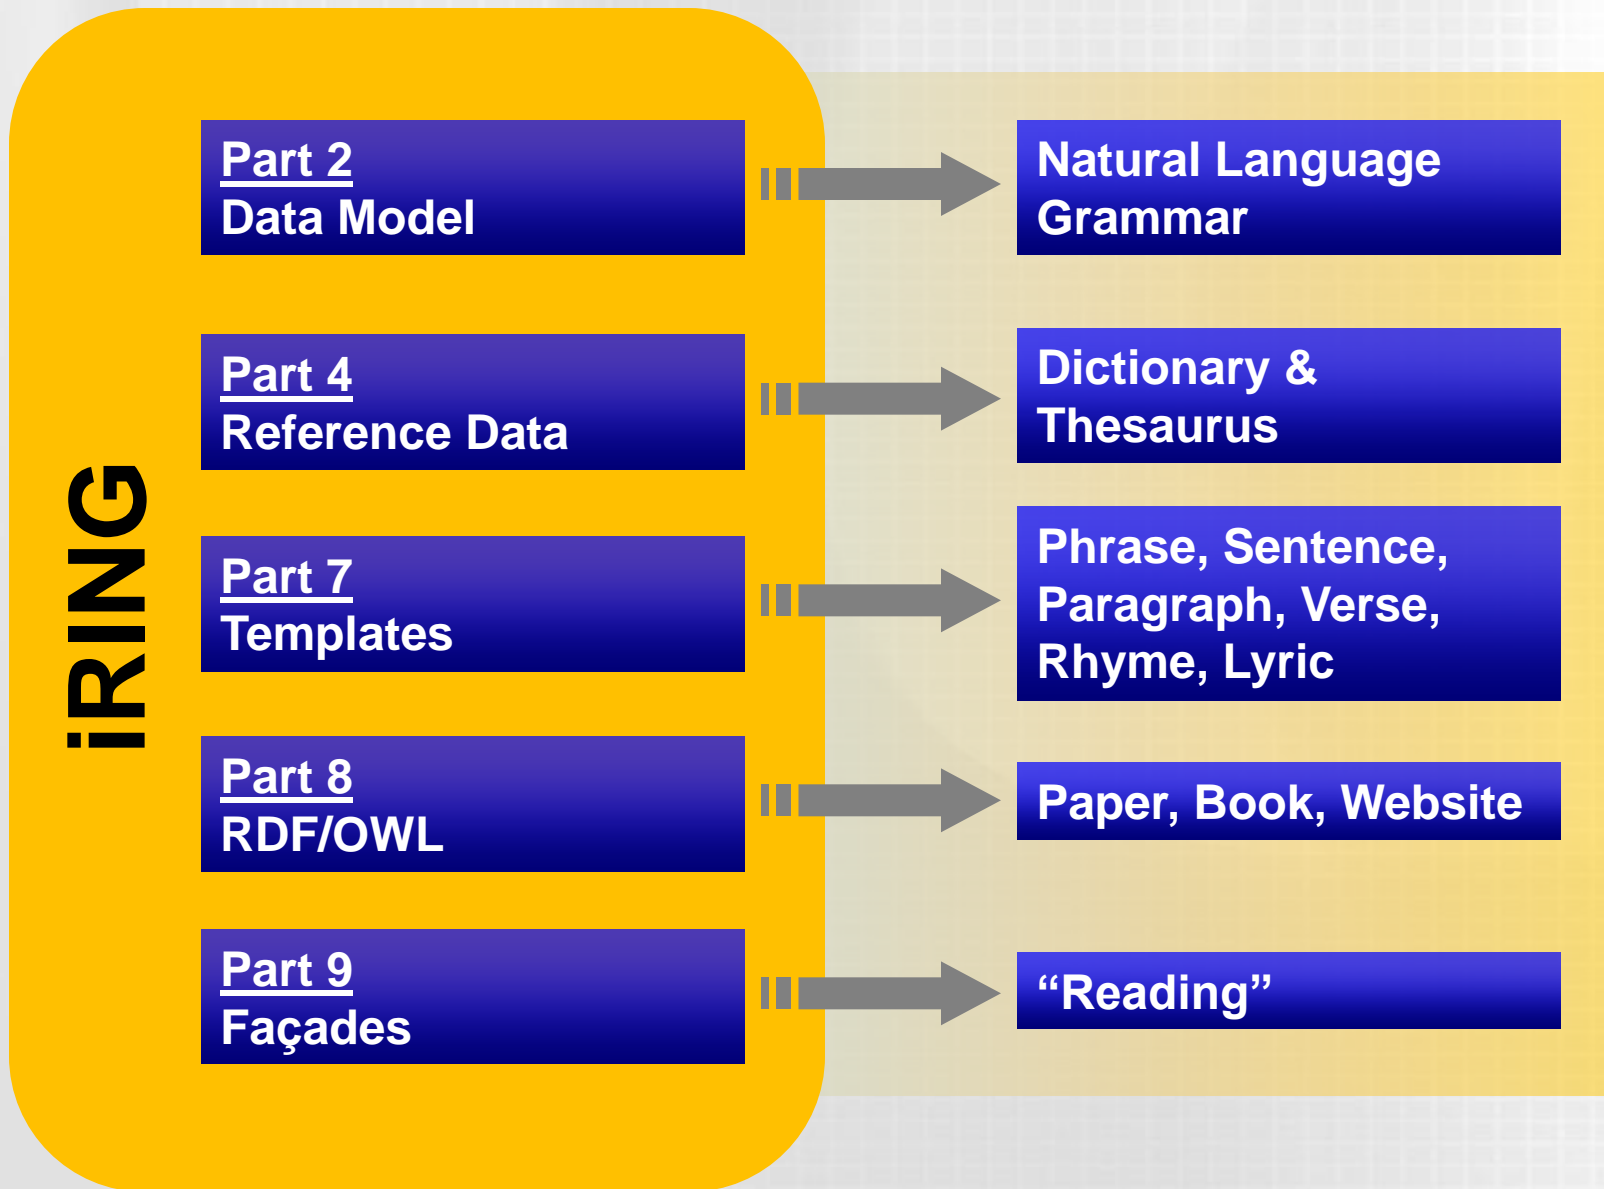 iRING
Part 2
Data Model
Natural Language
Grammar
Part 4
Reference Data
Dictionary &
Thesaurus
Part 7
Templates
Phrase, Sentence,
Paragraph, Verse,
Rhyme, Lyric
Part 8
RDF/OWL
Paper, Book, Website
Part 9
Façades
“Reading”